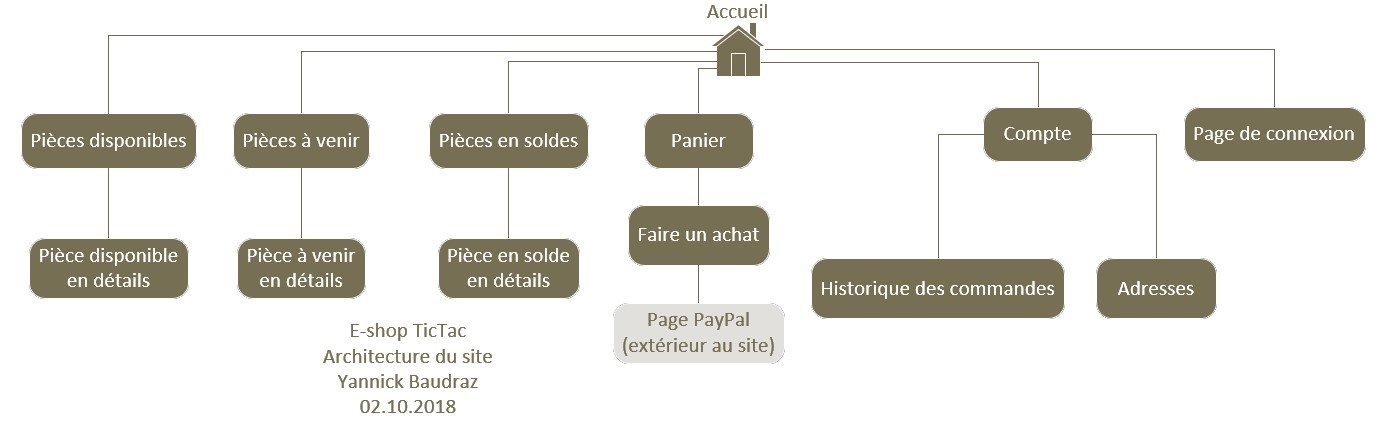 Accueil
Pièces disponibles
Pièces à venir
Pièces en soldes
Panier
Compte
Page de connexion
Faire un achat
Pièce disponible
en détails
Pièce à venir
en détails
Pièce en solde
en détails
Historique des commandes
Adresses
Page PayPal
(extérieur au site)
E-shop TicTac
Architecture du site
Yannick Baudraz
02.10.2018